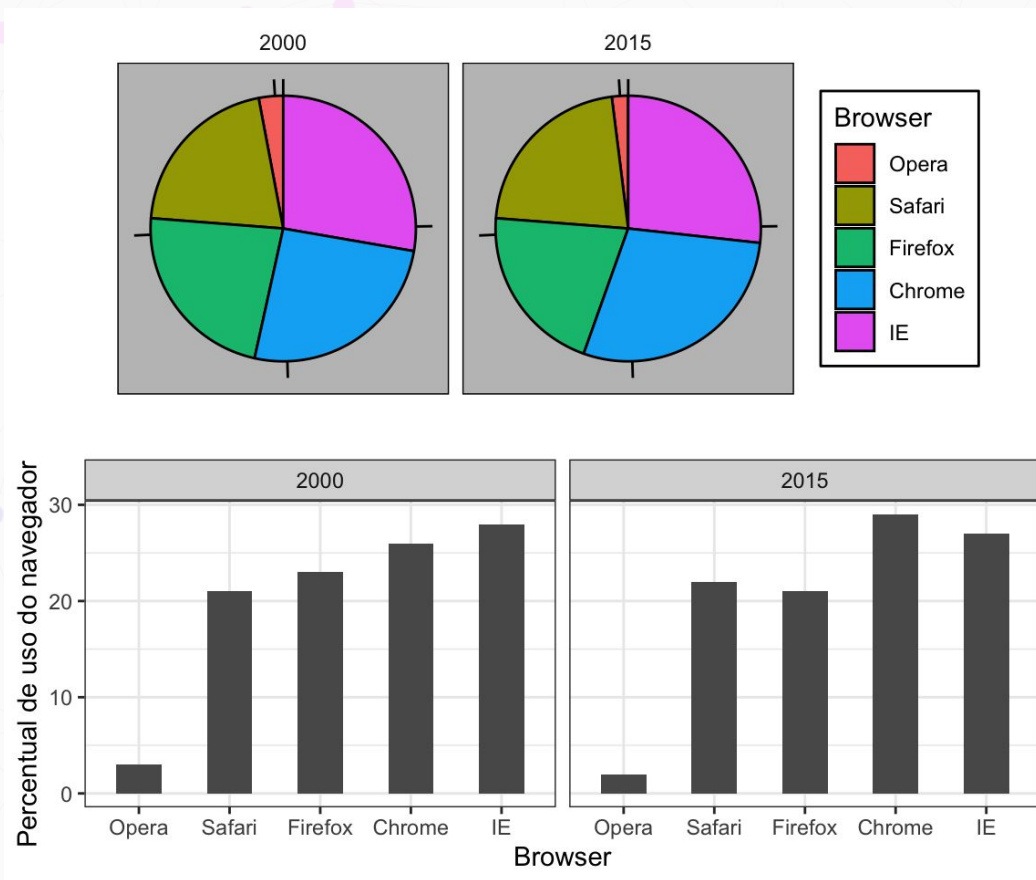 2000
2015
Browser
Opera
Safari
Firefox
Chrome
IE
Percentual de uso do navegador
2000
2015
30
20
10
0
Opera Safari Firefox Chrome IE
Opera Safari Firefox Chrome IE
Browser